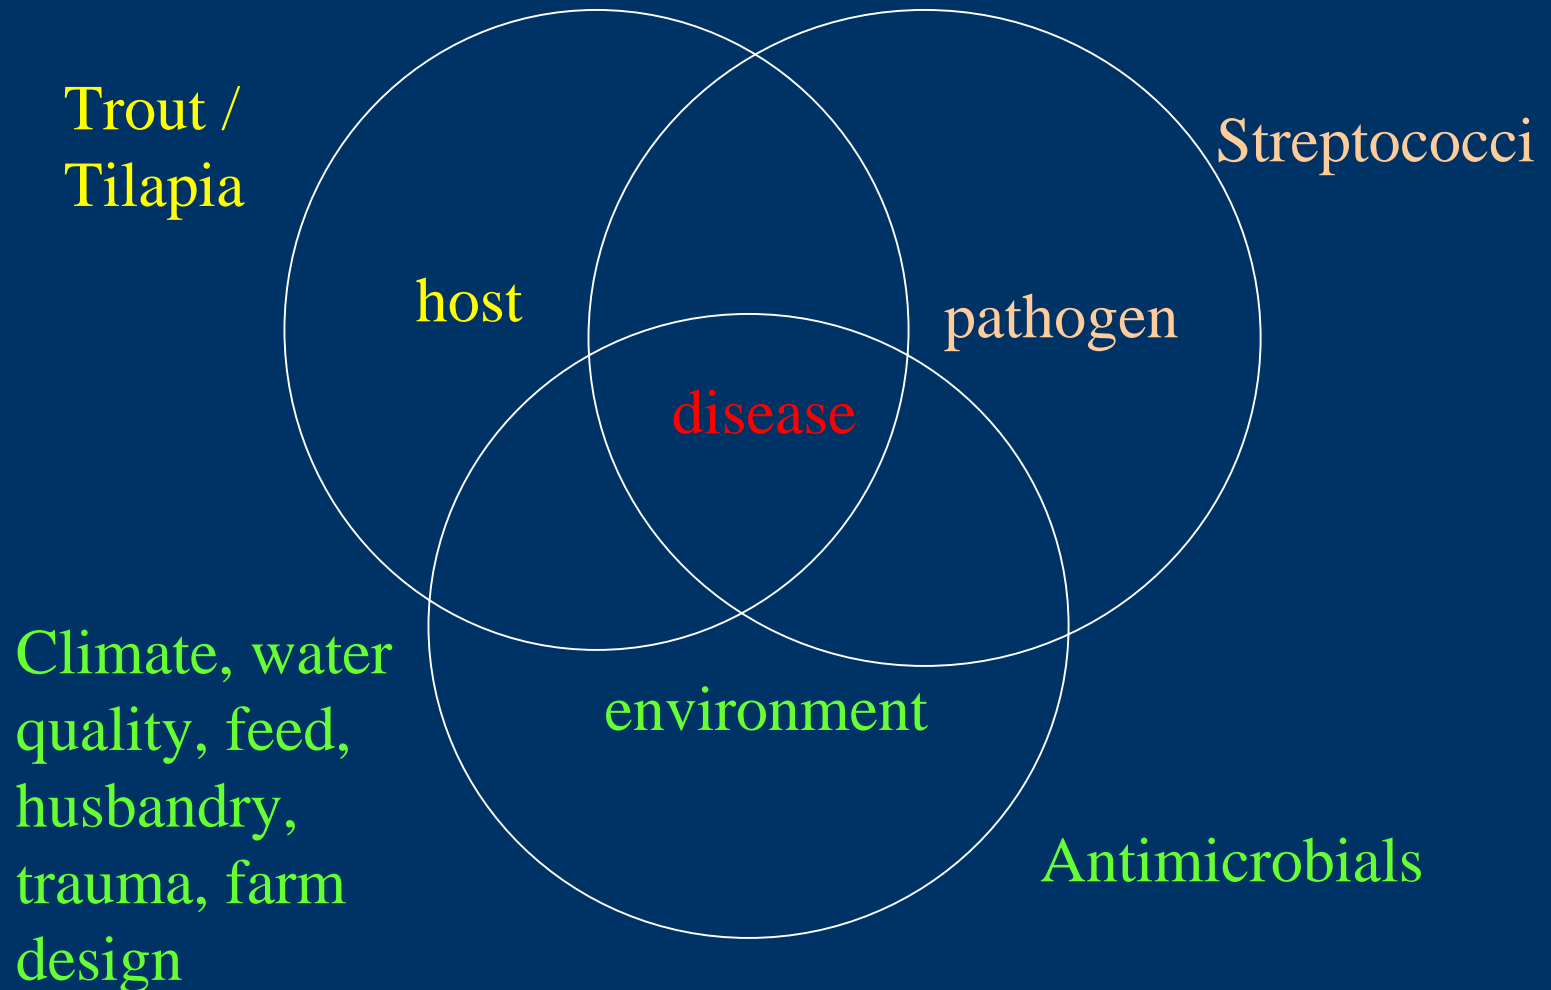 Trout /
Tilapia
Streptococci
host
pathogen
disease
Climate, water
quality, feed,
husbandry,
trauma, farm
design
environment
Antimicrobials